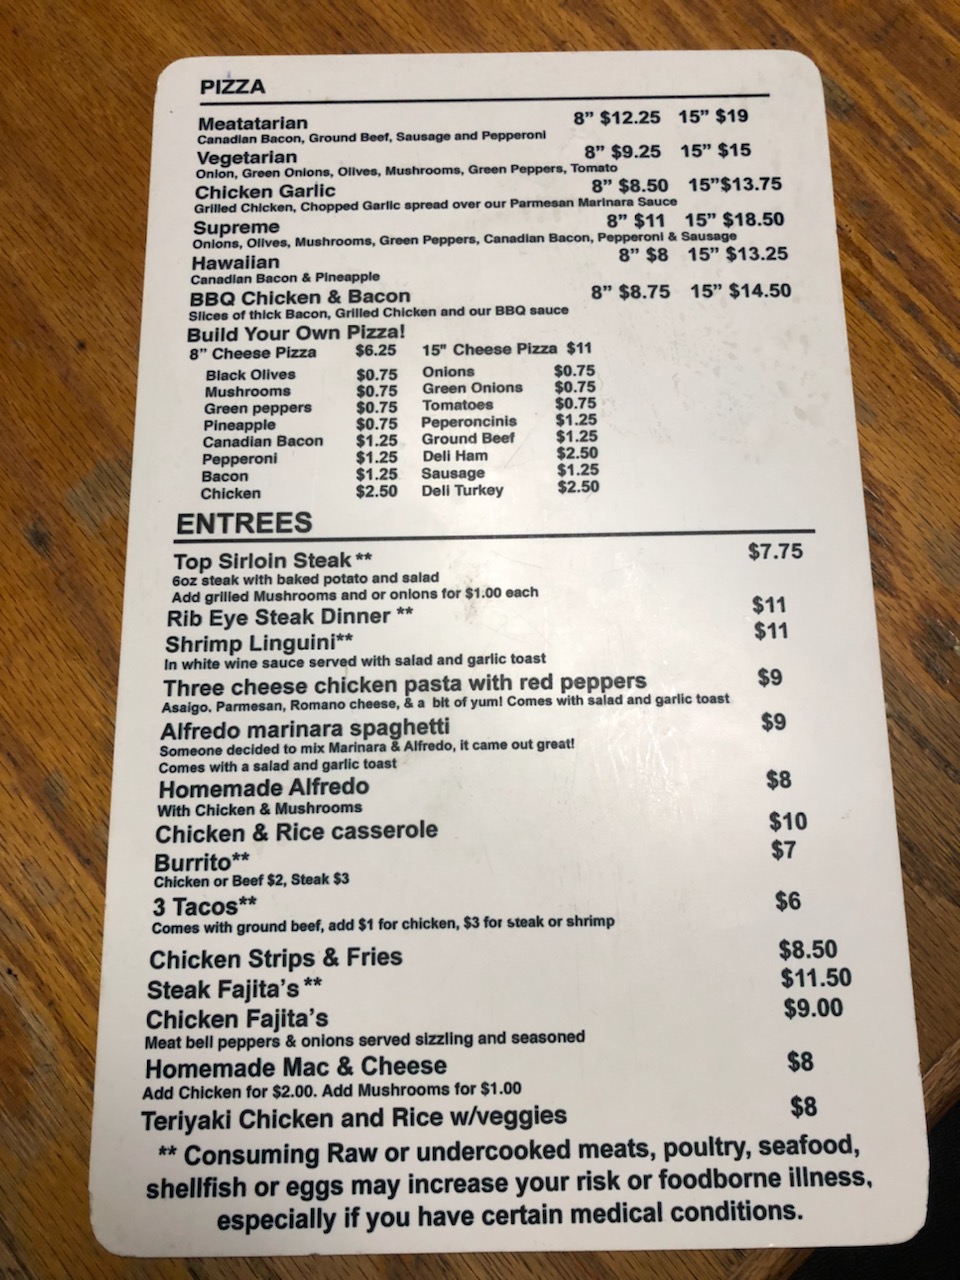 PIZZA
Meatatarian 8” $12.25 15” $19
Canadian Bacon, Ground Beef, Sausage and Pepperoni
Vegetarian 8” $9.25 15” $15
Onion, Green Onions, Olives, Mushrooms, Green Peppers, Tomato
Chicken Garlic 8” $8.50 15”$13.75
Grilled Chicken, Chopped Garlic spread over our Parmesan Marinara Sauce
Supreme 8” $11 15” $18.50
Onions, Olives, Mushrooms, Green Peppers, Canadian Bacon, Pepperoni & Sausage
Hawaiian 8” $8 15” $13.25
Canadian Bacon & Pineapple
BBQ Chicken & Bacon 8” $8.75 15” $14.50
Slices of thick Bacon, Grilled Chicken and our BBQ sauce
Build Your Own Pizza!
8” Cheese Pizza $6.25 15" Cheese Pizza $11
Black Olives $0.75 Onions $0.75
Mushrooms $0.75 Green Onions $0.75
Green peppers $0.75 Tomatoes $0.75
Pineapple $0.75 Peperoncinis $1.25
Canadian Bacon $1.25 Ground Beef $1.25
Pepperoni $1.25 Deli Ham $2.50
Bacon $1.25 Sausage $1.25
Chicken $2.50 Deli Turkey $2.50
ENTREES
Top Sirloin Steak ** $7.75
6oz steak with baked potato and salad
Add grilled Mushrooms and or onions for $1.00 each
Rib Eye Steak Dinner ** $11
Shrimp Linguini** $11
In white wine sauce served with salad and garlic toast
Three cheese chicken pasta with red peppers $9
Asaigo, Parmesan, Romano cheese, & a bit of yum! Comes with salad and garlic toast
Alfredo marinara spaghetti $9
Someone decided to mix Marinara & Alfredo, it came out great!
Comes with a salad and garlic toast
Homemade Alfredo $8
With Chicken & Mushrooms
Chicken & Rice casserole $10
Burrito** $7
Chicken or Beef $2, Steak $3
3 Tacos** $6
Comes with ground beef, add $1 for chicken, $3 for steak or shrimp
Chicken Strips & Fries $8.50
Steak Fajita’s ** $11.50
Chicken Fajita’s $9.00
Meat bell peppers & onions served sizzling and seasoned
Homemade Mac & Cheese $8
Add Chicken for $2.00. Add Mushrooms for $1.00
Teriyaki Chicken and Rice w/veggies $8
** Consuming Raw or undercooked meats, poultry, seafood,
shellfish or eggs may increase your risk or foodborne illness,
especially if you have certain medical conditions.